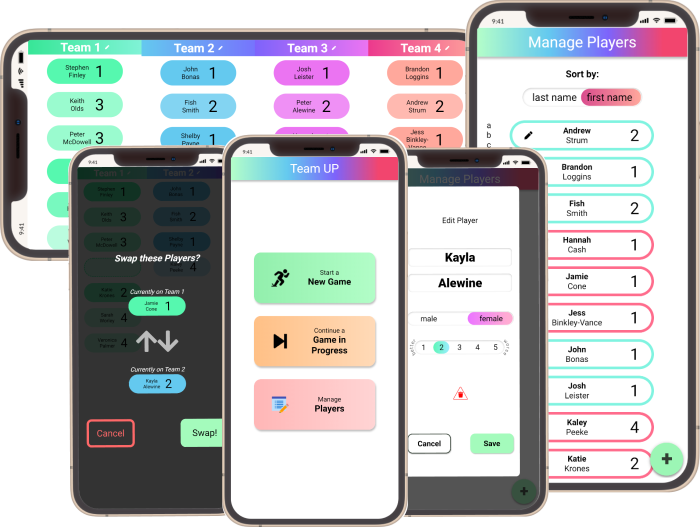 Team 1
Team 2
Team 3
Team 4
Stephen
Finley
1
John
Bonas
1
Josh
Leister
1
Brandon
Loggins
1
Keith
Olds
3
Fish
Smith
2
Peter
Alewine
2
Andrew
Strum
2
Peter
McDowell
3
Shelby
Payne
1
Jess
Binkley-
Vance
1
9:41
9:41
Manage Players
Sort by:
last name
first name
a
b
c
Andrew
Strum
2
Brandon
Loggins
1
Fish
Smith
2
Hannah
Cash
1
Jamie
Cone
1
Jess
Binkley-Vance
1
John
Bonas
1
Josh
Leister
1
Kaley
Peeke
4
Katie
Krones
2
+
9:41
Team 1
Team 2
Swap these Players?
Currently on Team 1
Jamie
Cone
1
Currently on Team 2
Kayla
Alewine
2
Cancel
Swap!
9:41
Team UP
Start a
New Game
Continue a
Game in
Progress
Manage
Players
Manage Players
Edit Player
Kayla
Alewine
male
female
1
2
3
4
5
Cancel
Save
+